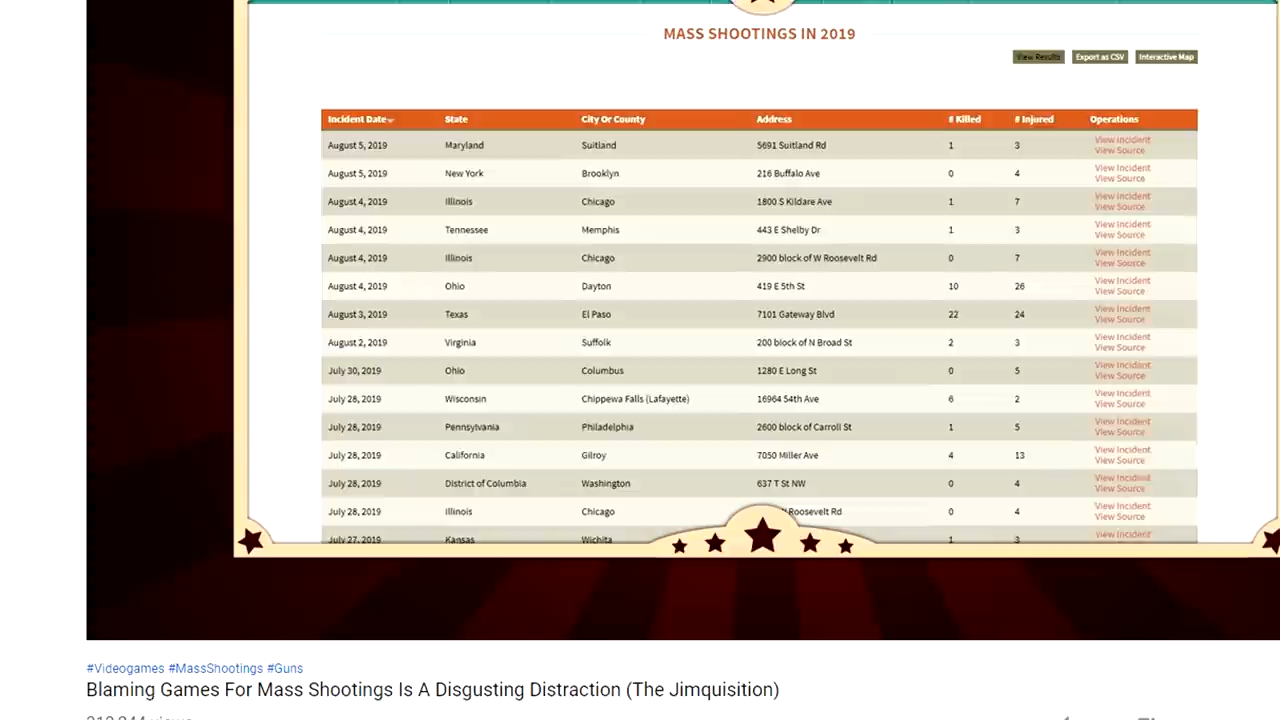 MASS SHOOTINGS IN 2019
View Results Export as CSV Interactive Map
Incident Date State City Or County Address # Killed # Injured Operations
August 5, 2019 Maryland Suitland 5691 Suitland Rd 1 3 View Incident View Source
August 5, 2019 New York Brooklyn 216 Buffalo Ave 0 4 View Incident View Source
August 4, 2019 Illinois Chicago 1800 S Kildare Ave 1 7 View Incident View Source
August 4, 2019 Tennessee Memphis 443 E Shelby Dr 1 3 View Incident View Source
August 4, 2019 Illinois Chicago 2900 block of W Roosevelt Rd 0 7 View Incident View Source
August 4, 2019 Ohio Dayton 419 E 5th St 10 26 View Incident View Source
August 3, 2019 Texas El Paso 7101 Gateway Blvd 22 24 View Incident View Source
August 2, 2019 Virginia Suffolk 200 block of N Broad St 2 3 View Incident View Source
July 30, 2019 Ohio Columbus 1280 E Long St 0 5 View Incident View Source
July 28, 2019 Wisconsin Chippewa Falls (Lafayette) 16964 54th Ave 6 2 View Incident View Source
July 28, 2019 Pennsylvania Philadelphia 2600 block of Carroll St 1 5 View Incident View Source
July 28, 2019 California Gilroy 7050 Miller Ave 4 13 View Incident View Source
July 28, 2019 District of Columbia Washington 637 T St NW 0 4 View Incident View Source
July 28, 2019 Illinois Chicago Roosevelt Rd 0 4 View Incident View Source
July 27, 2019 Kansas Wichita 1 3 View Incident
#Videogames #MassShootings #Guns
Blaming Games For Mass Shootings Is A Disgusting Distraction (The Jimquisition)